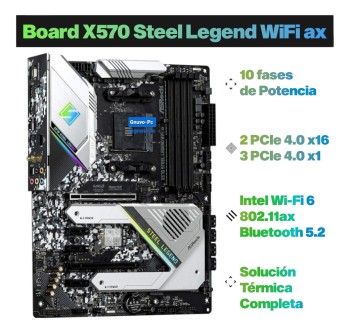 Board X570 Steel Legend WiFi ax
10 fases
de Potencia
Gnuvo-Pc
2 PCIe 4.0 x16
3 PCIe 4.0 x1
Intel Wi-Fi 6
802.11ax
Bluetooth 5.2
STEEL LEGEND
Solución
Térmica
Completa